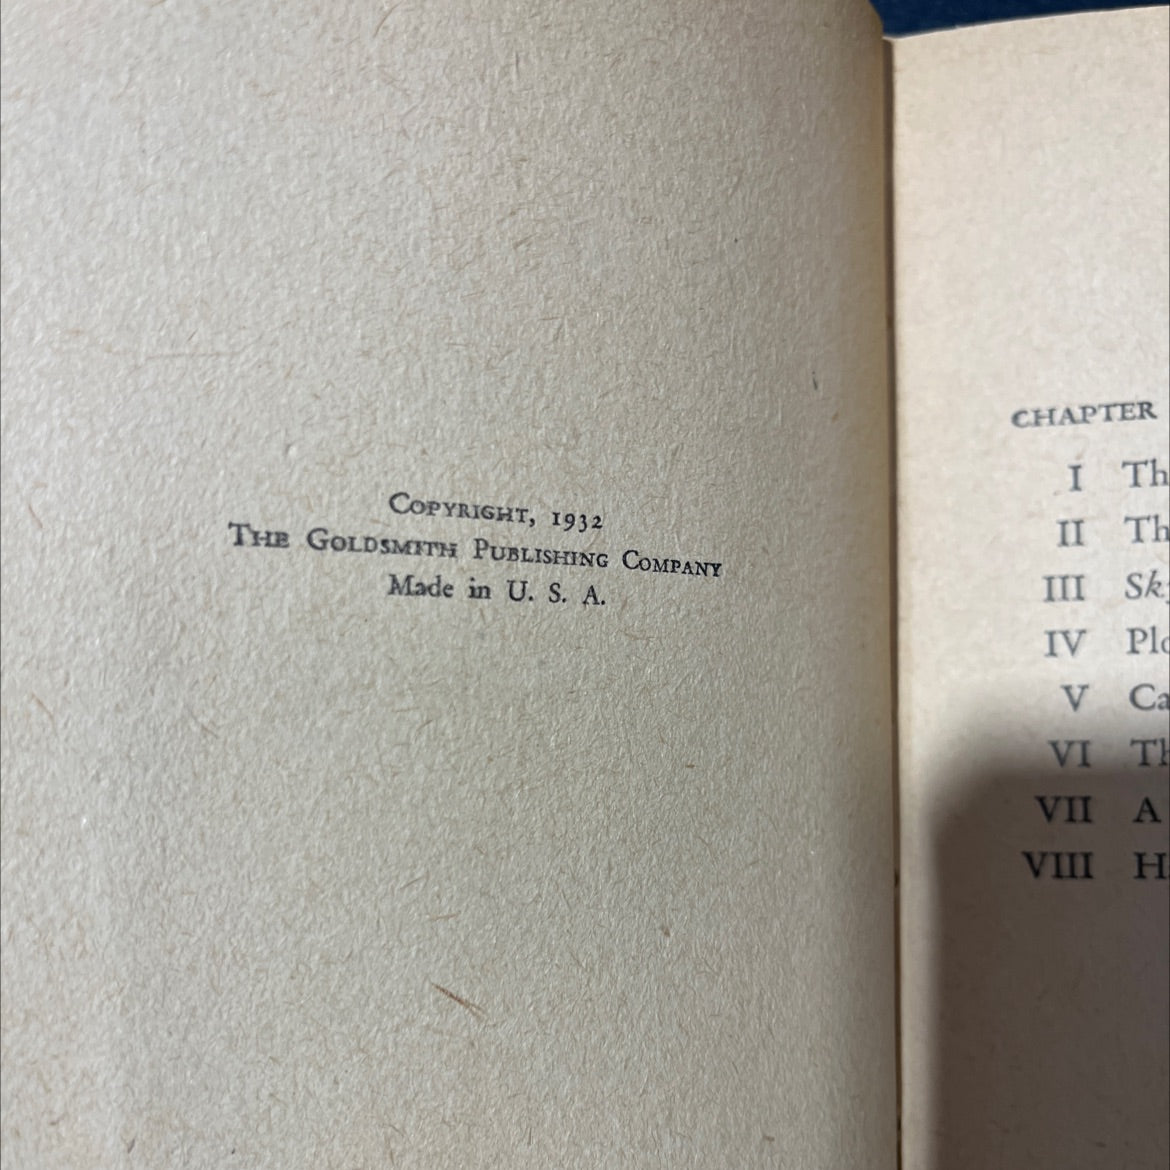 Copyright, 1932
The Goldsmith Publishing Company
Made in U. S. A.
CHAPTER
I
II
III
IV
V
VI
VII A
VIII